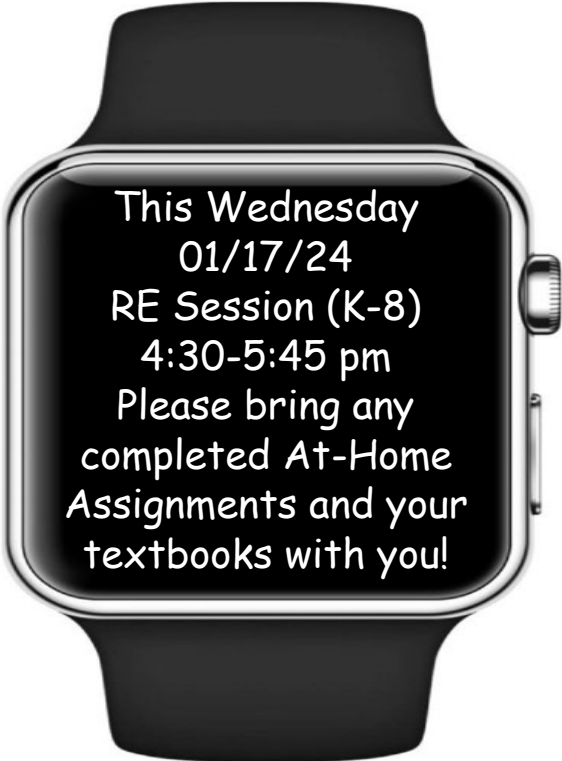 This Wednesday
01/17/24
RE Session (K-8)
4:30-5:45 pm
Please bring any
completed At-Home
Assignments and your
textbooks with you!